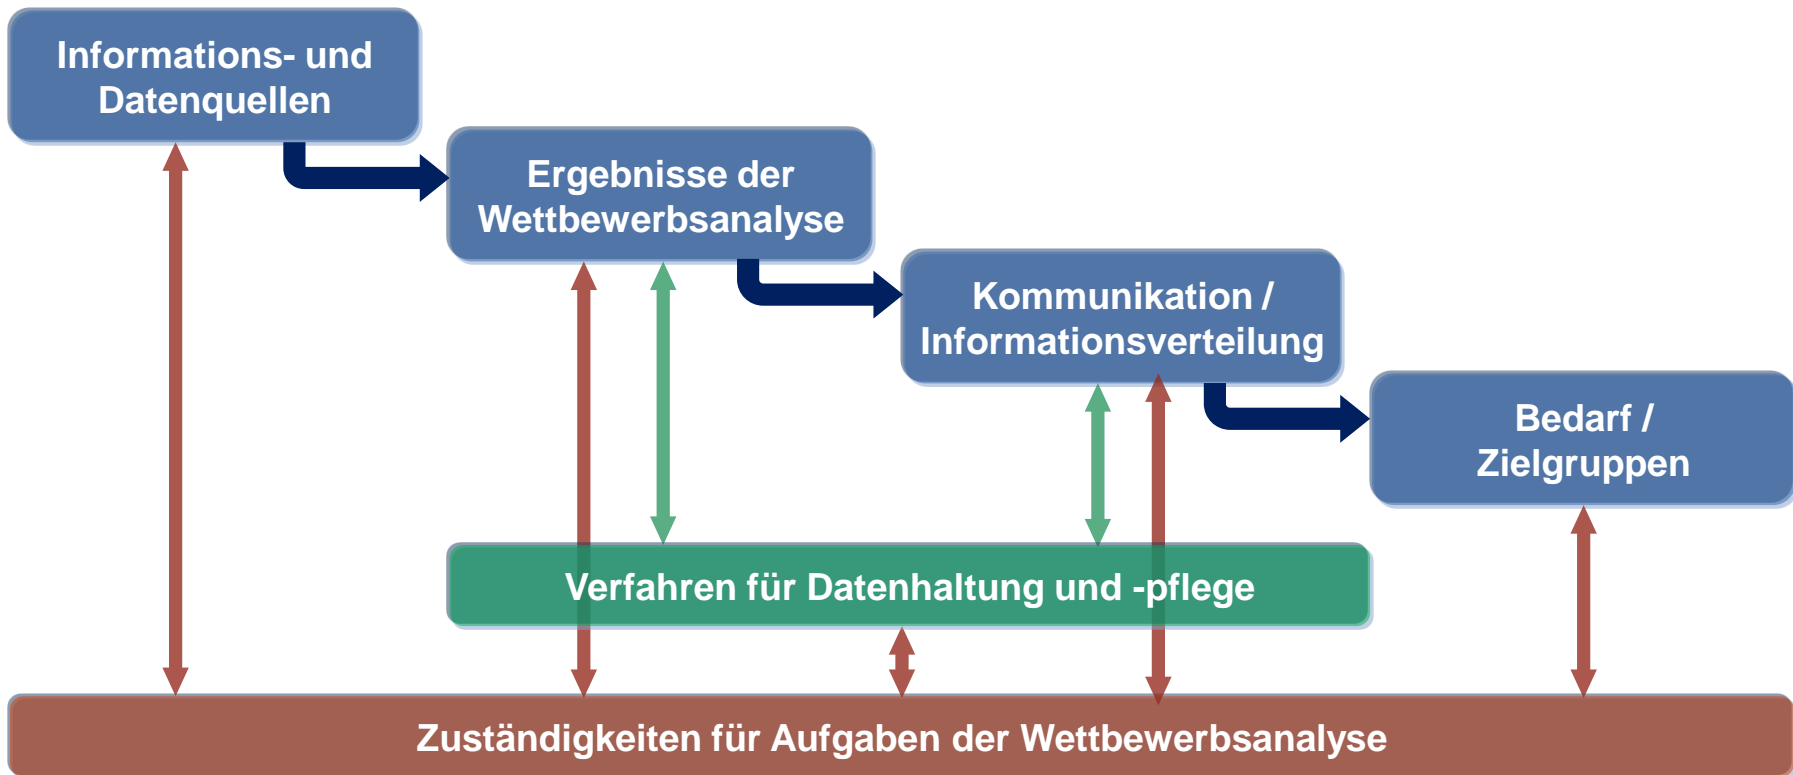 Informations- und
Datenquellen
Ergebnisse der
Wettbewerbsanalyse
Kommunikation /
Informationsverteilung
Bedarf /
Zielgruppen
Verfahren für Datenhaltung und -pflege
Zuständigkeiten für Aufgaben der Wettbewerbsanalyse